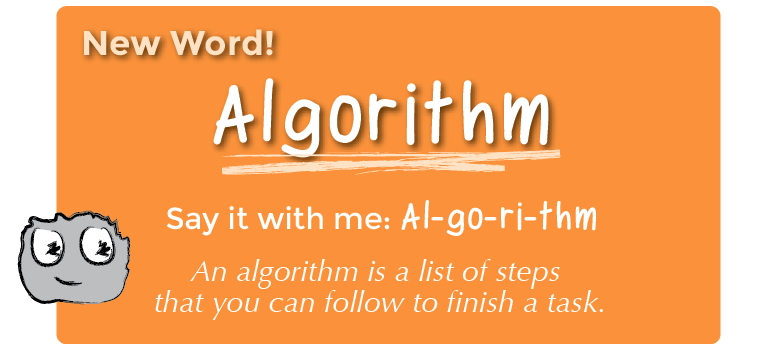 New Word!
Algorithm
Say it with me: Al-go-ri-thm
An algorithm is a list of steps
that you can follow to finish a task.